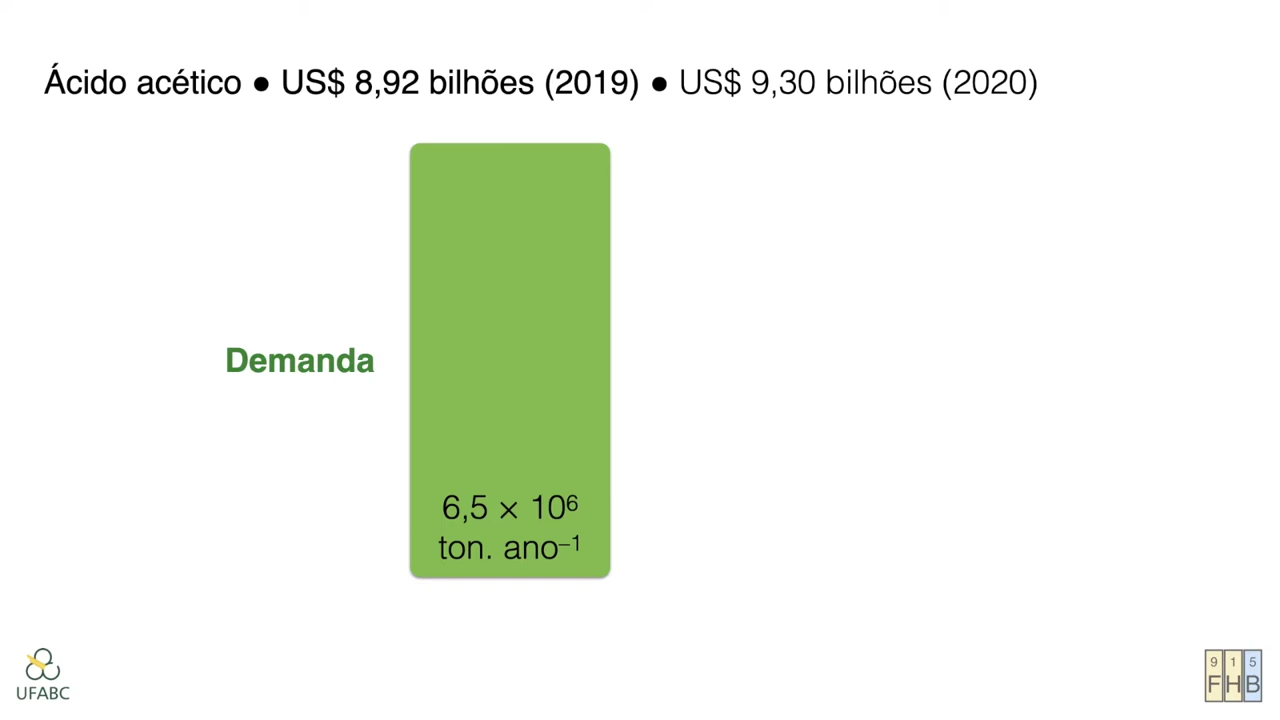 Ácido acético ● US$ 8,92 bilhões (2019) ● US$ 9,30 bilhões (2020)
Demanda
6,5 × 10⁶
ton. ano⁻¹
UFABC
9 1 5
F H B